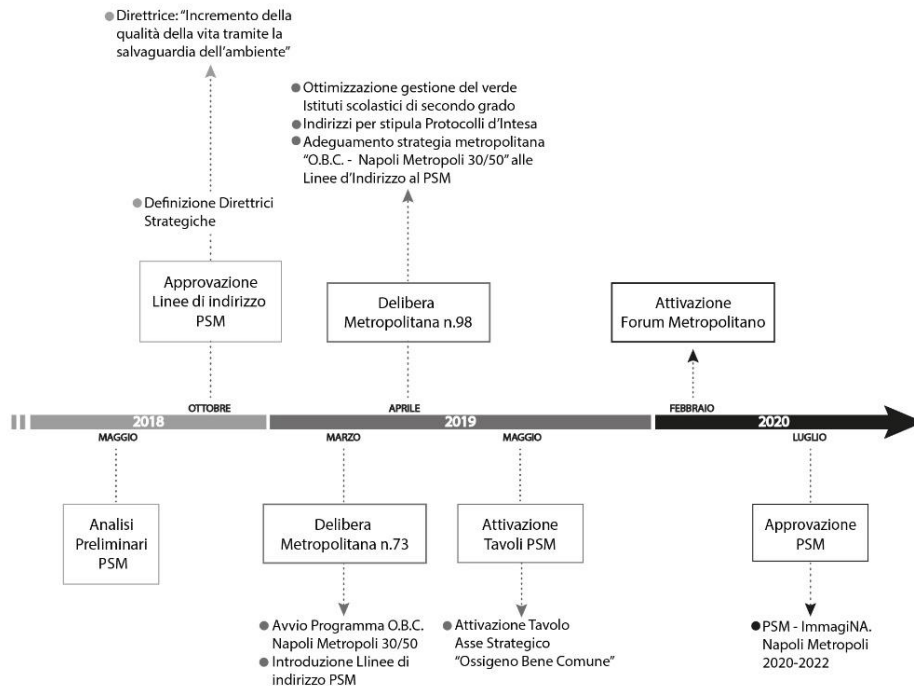 Direttrice: “Incremento della
qualità della vita tramite la
salvaguardia dell’ambiente”
Ottimizzazione gestione del verde
Istituti scolastici di secondo grado
Indirizzi per stipula Protocolli d’Intesa
Adeguamento strategia metropolitana
“O.B.C. - Napoli Metropoli 30/50” alle
Linee d’Indirizzo al PSM
Definizione Direttrici
Strategiche
Approvazione
Linee di indirizzo
PSM
Delibera
Metropolitana n.98
Attivazione
Forum Metropolitano
OTTOBRE
APRILE
FEBBRAIO
2018
2019
2020
MAGGIO
MARZO
MAGGIO
LUGLIO
Analisi
Preliminari
PSM
Delibera
Metropolitana n.73
Attivazione
Tavoli PSM
Approvazione
PSM
Avvio Programma O.B.C.
Napoli Metropoli 30/50
Introduzione Llinee di
indirizzo PSM
Attivazione Tavolo
Asse Strategico
“Ossigeno Bene Comune”
PSM - ImmagiNA.
Napoli Metropoli
2020-2022